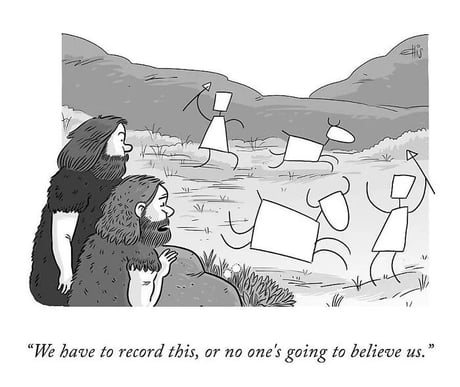 “We have to record this, or no one's going to believe us.”